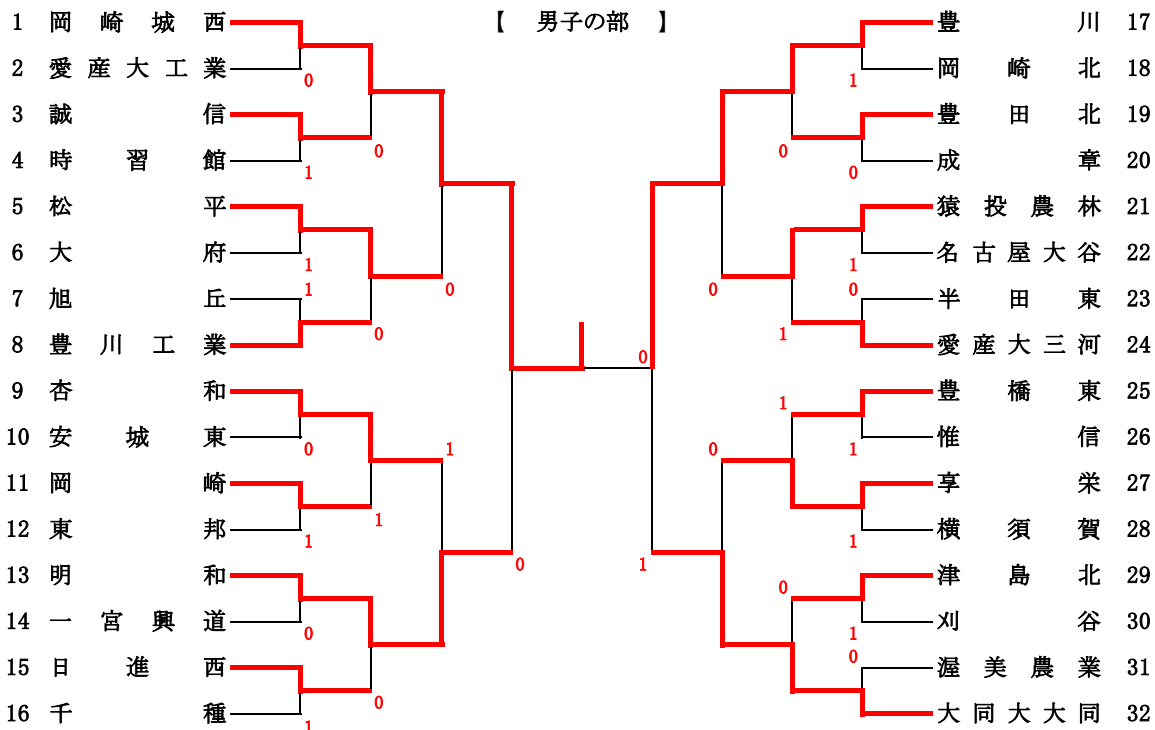 【 男子の部 】
1 岡崎城西
0
2 愛産大工業
0
3 誠信
1
4 時習館
0
5 松平
1
6 大府
1
7 旭丘
0
8 豊川工業
0
9 杏和
0
10 安城東
1
11 岡崎
1
12 東邦
1
13 明和
0
14 一宮興道
0
15 日進西
1
16 千種
豊川 17
1
岡崎北 18
0
豊田北 19
0
成章 20
0
猿投農林 21
1
名古屋大谷 22
0
半田東 23
1
愛産大三河 24
0
豊橋東 25
1
惟信 26
1
享栄 27
0
横須賀 28
1
津島北 29
1
刈谷 30
0
渥美農業 31
0
大同大大同 32
1